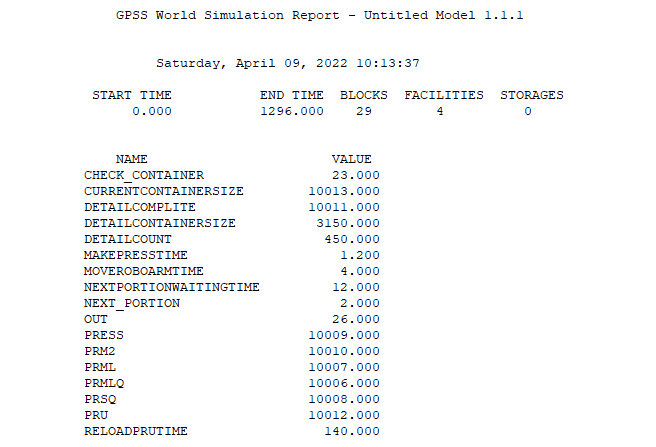 GPSS World Simulation Report - Untitled Model 1.1.1
Saturday, April 09, 2022 10:13:37
START TIME END TIME BLOCKS FACILITIES STORAGES
0.000 1296.000 29 4 0
NAME VALUE
CHECK_CONTAINER 23.000
CURRENTCONTAINERSIZE 10013.000
DETAILCOMPLITE 10011.000
DETAILCONTAINERSIZE 3150.000
DETAILCOUNT 450.000
MAKEPRESSTIME 1.200
MOVEROBOARMTIME 4.000
NEXTPORTIONWAITINGTIME 12.000
NEXT_PORTION 2.000
OUT 26.000
PRESS 10009.000
PRM2 10010.000
PRML 10007.000
PRMLQ 10006.000
PRSQ 10008.000
PRU 10012.000
RELOADPRUTIME 140.000